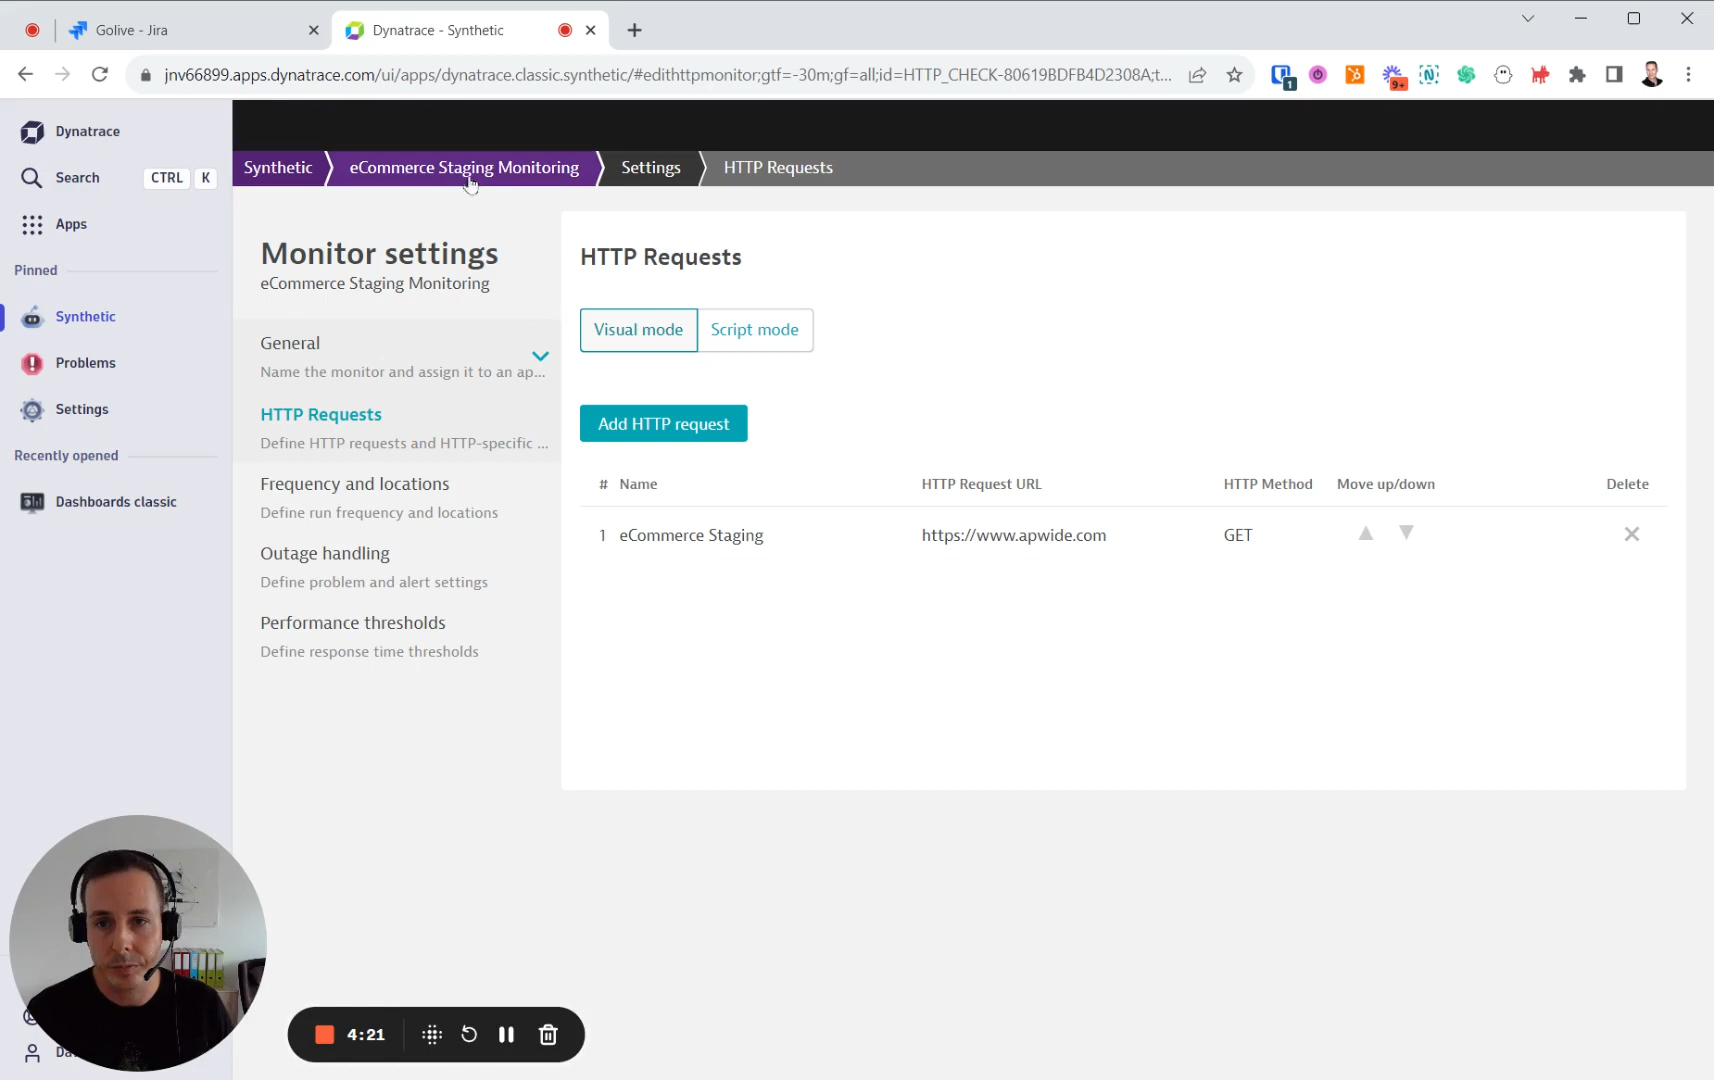 Golive - Jira
Dynatrace - Synthetic
jnv66899.apps.dynatrace.com/ui/apps/dynatrace.classic.synthetic/#edithttpmonitor;gtf=-30m;gf=all;id=HTTP_CHECK-80619BDFB4D2308A;t...
1
9+
Dynatrace
Search CTRL K
Apps
Pinned
Synthetic
Problems
Settings
Recently opened
Dashboards classic
Synthetic eCommerce Staging Monitoring Settings HTTP Requests
Monitor settings
eCommerce Staging Monitoring
General
Name the monitor and assign it to an ap...
HTTP Requests
Define HTTP requests and HTTP-specific ...
Frequency and locations
Define run frequency and locations
Outage handling
Define problem and alert settings
Performance thresholds
Define response time thresholds
HTTP Requests
Visual mode Script mode
Add HTTP request
# Name HTTP Request URL HTTP Method Move up/down Delete
1 eCommerce Staging https://www.apwide.com GET
4:21